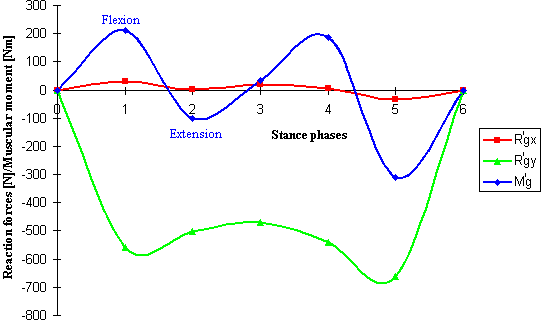 Flexion
300
200
100
0
-100
-200
-300
-400
-500
-600
-700
-800
Reaction forces [N]/Muscular moment [Nm]
0 1 2 3 4 5 6
Extension
Stance phases
R'gx
R'gy
M'g